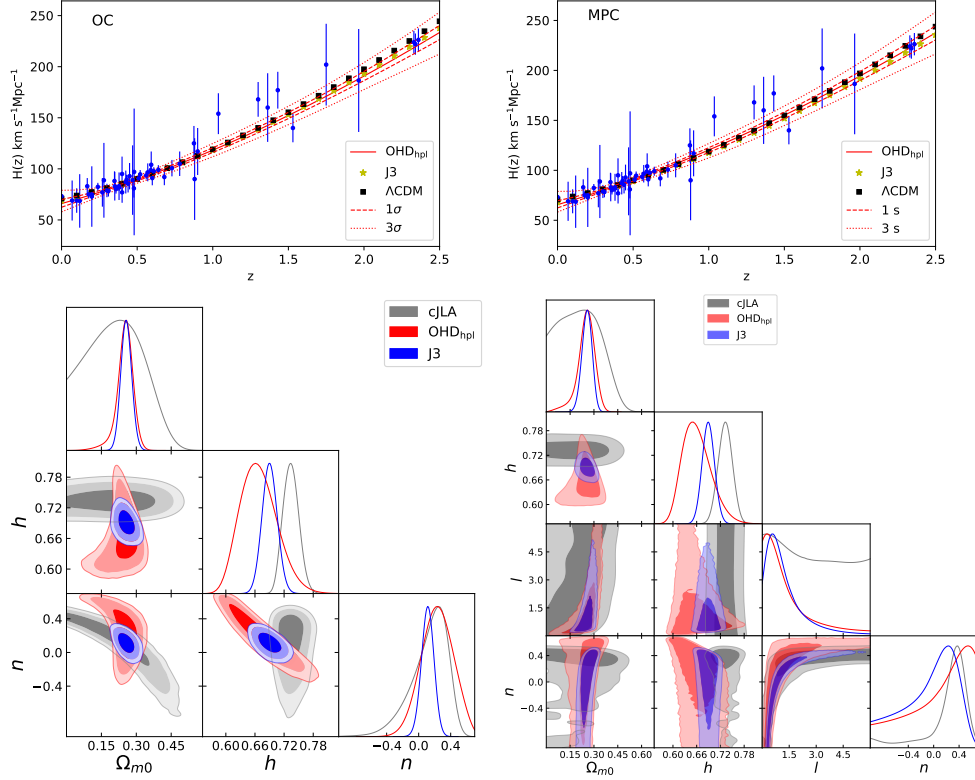 OC
H(z) km s⁻¹Mpc⁻¹
250
200
150
100
50
0.0 0.5 1.0 1.5 2.0 2.5
z
OHD_hpl
J3
ΛCDM
1σ
3σ
MPC
H(z) km s⁻¹Mpc⁻¹
250
200
150
100
50
0.0 0.5 1.0 1.5 2.0 2.5
z
OHD_hpl
J3
ΛCDM
1 s
3 s
cJLA
OHD_hpl
J3
h
0.78
0.72
0.66
0.60
n
0.4
0.0
−0.4
0.15 0.30 0.45
Ω_m0
0.60 0.66 0.72 0.78
h
−0.4 0.0 0.4
n
cJLA
OHD_hpl
J3
h
0.78
0.72
0.66
0.60
l
4.5
3.0
1.5
n
0.4
0.0
−0.4
0.15 0.30 0.45 0.60
Ω_m0
0.60 0.66 0.72 0.78
h
1.5 3.0 4.5
l
−0.4 0.0 0.4
n